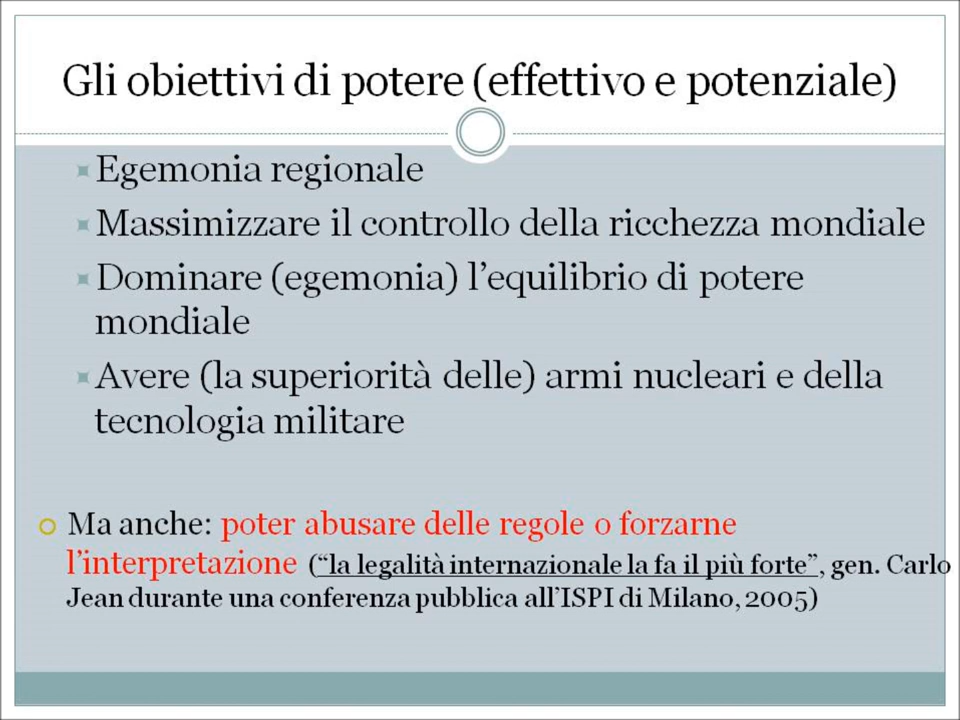 Gli obiettivi di potere (effettivo e potenziale)
Egemonia regionale
Massimizzare il controllo della ricchezza mondiale
Dominare (egemonia) l’equilibrio di potere
mondiale
Avere (la superiorità delle) armi nucleari e della
tecnologia militare
Ma anche: poter abusare delle regole o forzarne
l’interpretazione (“la legalità internazionale la fa il più forte”, gen. Carlo
Jean durante una conferenza pubblica all’ISPI di Milano, 2005)